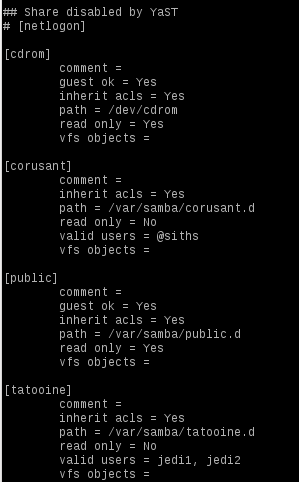 ## Share disabled by YaST
# [netlogon]
[cdrom]
comment =
guest ok = Yes
inherit acls = Yes
path = /dev/cdrom
read only = Yes
vfs objects =
[corusant]
comment =
inherit acls = Yes
path = /var/samba/corusant.d
read only = No
valid users = @siths
vfs objects =
[public]
comment =
guest ok = Yes
inherit acls = Yes
path = /var/samba/public.d
read only = Yes
vfs objects =
[tatooine]
comment =
inherit acls = Yes
path = /var/samba/tatooine.d
read only = No
valid users = jedi1, jedi2
vfs objects =